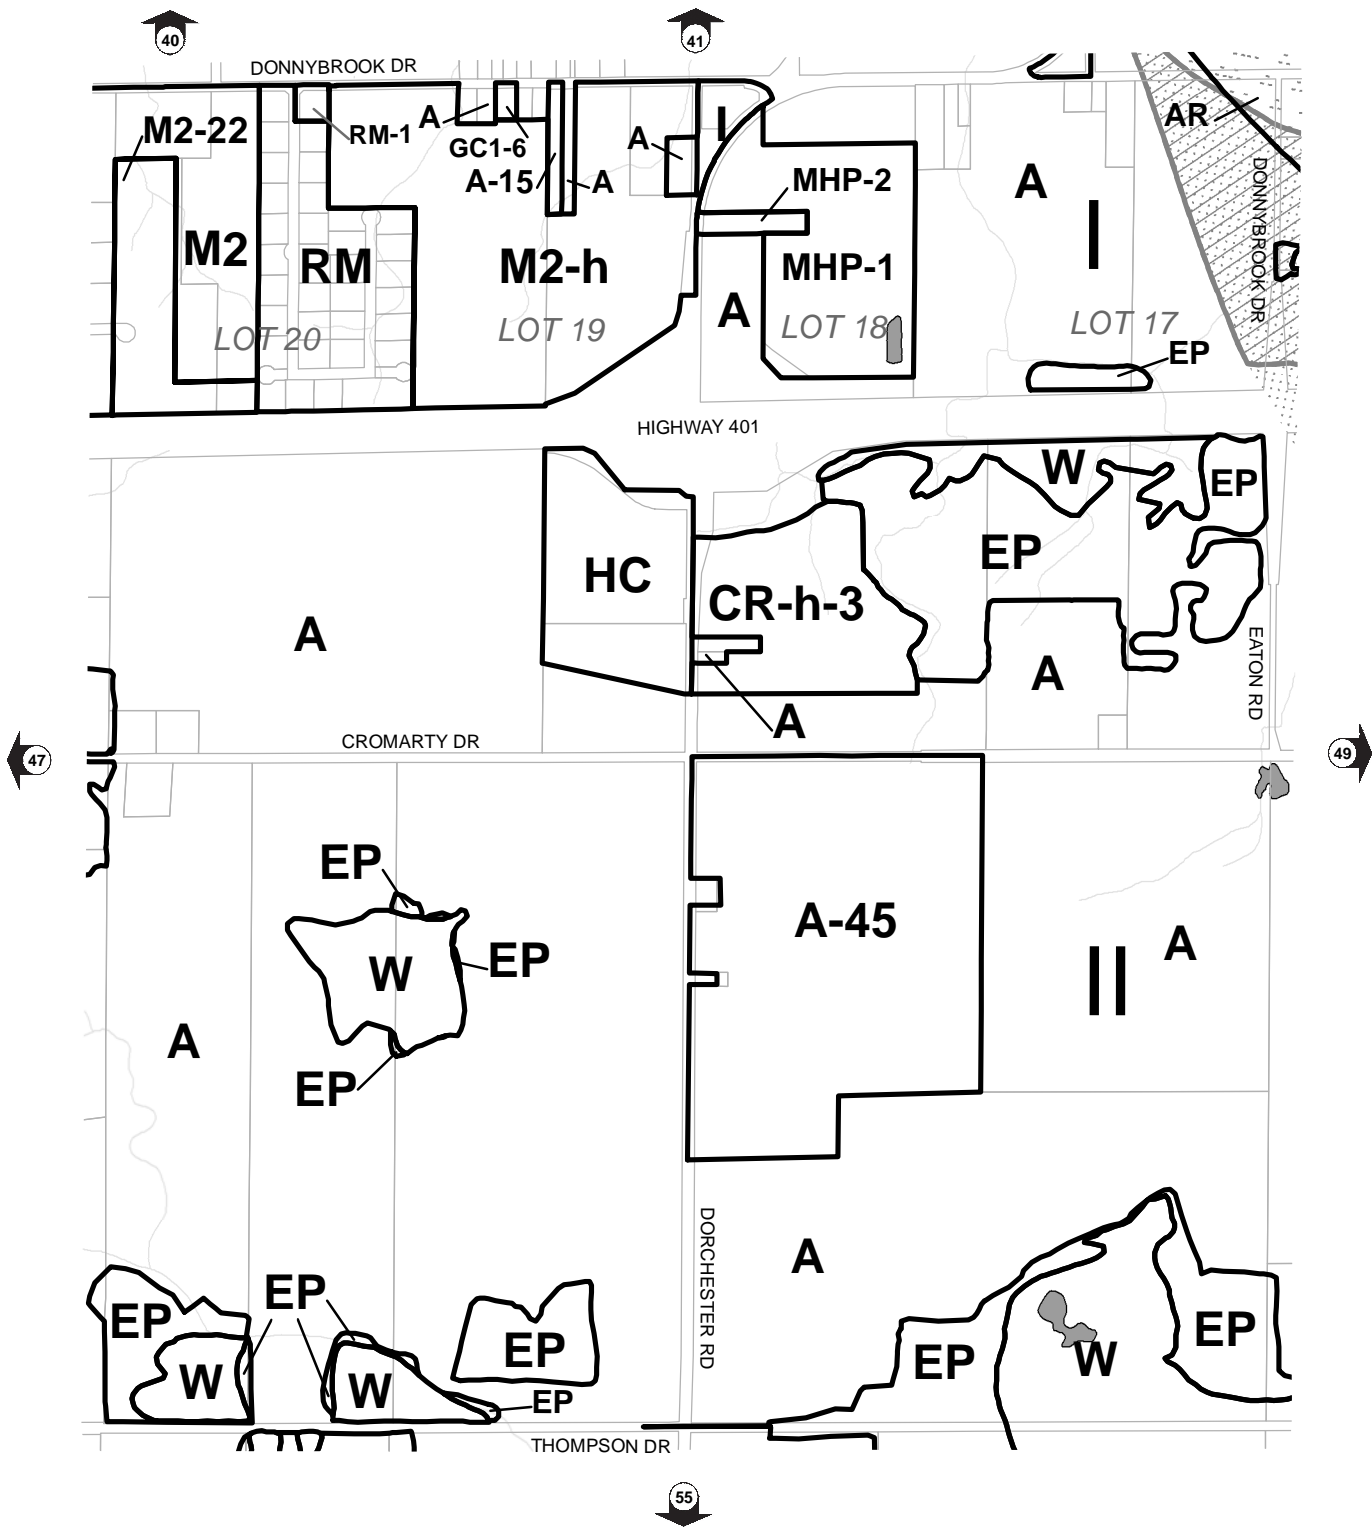 40
41
DONNYBROOK DR
M2-22
RM-1
A
GC1-6
A-15
A
A
I
MHP-2
A
AR
DONNYBROOK DR
M2
RM
M2-h
MHP-1
I
A
LOT 20
LOT 19
LOT 18
LOT 17
EP
HIGHWAY 401
W
EP
EP
HC
CR-h-3
A
A
EATON RD
A
CROMARTY DR
47
49
EP
A-45
A
W
EP
II
A
EP
DORCHESTER RD
A
EP
EP
EP
W
W
EP
EP
EP
W
EP
THOMPSON DR
55